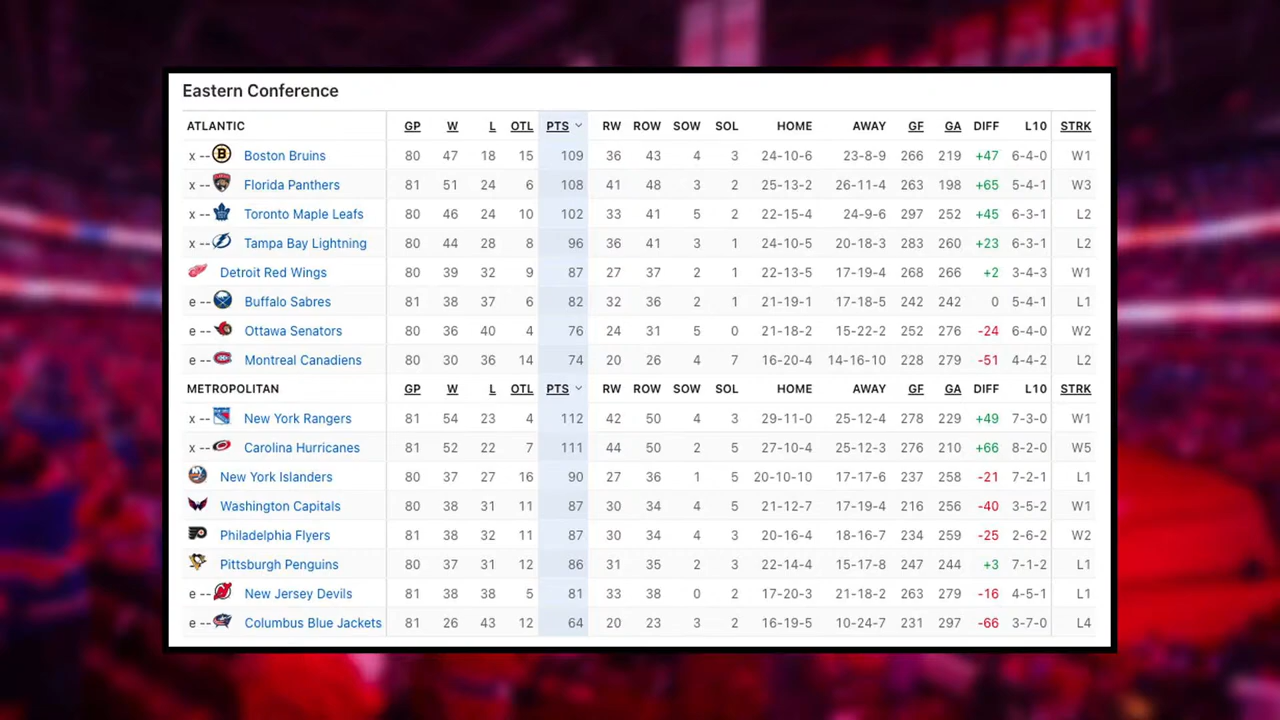 Eastern Conference
ATLANTIC GP W L OTL PTS RW ROW SOW SOL HOME AWAY GF GA DIFF L10 STRK
x -- Boston Bruins 80 47 18 15 109 36 43 4 3 24-10-6 23-8-9 266 219 +47 6-4-0 W1
x -- Florida Panthers 81 51 24 6 108 41 48 3 2 25-13-2 26-11-4 263 198 +65 5-4-1 W3
x -- Toronto Maple Leafs 80 46 24 10 102 33 41 5 2 22-15-4 24-9-6 297 252 +45 6-3-1 L2
x -- Tampa Bay Lightning 80 44 28 8 96 36 41 3 1 24-10-5 20-18-3 283 260 +23 6-3-1 L2
Detroit Red Wings 80 39 32 9 87 27 37 2 1 22-13-5 17-19-4 268 266 +2 3-4-3 W1
e -- Buffalo Sabres 81 38 37 6 82 32 36 2 1 21-19-1 17-18-5 242 242 0 5-4-1 L1
e -- Ottawa Senators 80 36 40 4 76 24 31 5 0 21-18-2 15-22-2 252 276 -24 6-4-0 W2
e -- Montreal Canadiens 80 30 36 14 74 20 26 4 7 16-20-4 14-16-10 228 279 -51 4-4-2 L2
METROPOLITAN GP W L OTL PTS RW ROW SOW SOL HOME AWAY GF GA DIFF L10 STRK
x -- New York Rangers 81 54 23 4 112 42 50 4 3 29-11-0 25-12-4 278 229 +49 7-3-0 W1
x -- Carolina Hurricanes 81 52 22 7 111 44 50 2 5 27-10-4 25-12-3 276 210 +66 8-2-0 W5
New York Islanders 80 37 27 16 90 27 36 1 5 20-10-10 17-17-6 237 258 -21 7-2-1 L1
Washington Capitals 80 38 31 11 87 30 34 4 5 21-12-7 17-19-4 216 256 -40 3-5-2 W1
Philadelphia Flyers 81 38 32 11 87 30 34 4 3 20-16-4 18-16-7 234 259 -25 2-6-2 W2
Pittsburgh Penguins 80 37 31 12 86 31 35 2 3 22-14-4 15-17-8 247 244 +3 7-1-2 L1
e -- New Jersey Devils 81 38 38 5 81 33 38 0 2 17-20-3 21-18-2 263 279 -16 4-5-1 L1
e -- Columbus Blue Jackets 81 26 43 12 64 20 23 3 2 16-19-5 10-24-7 231 297 -66 3-7-0 L4